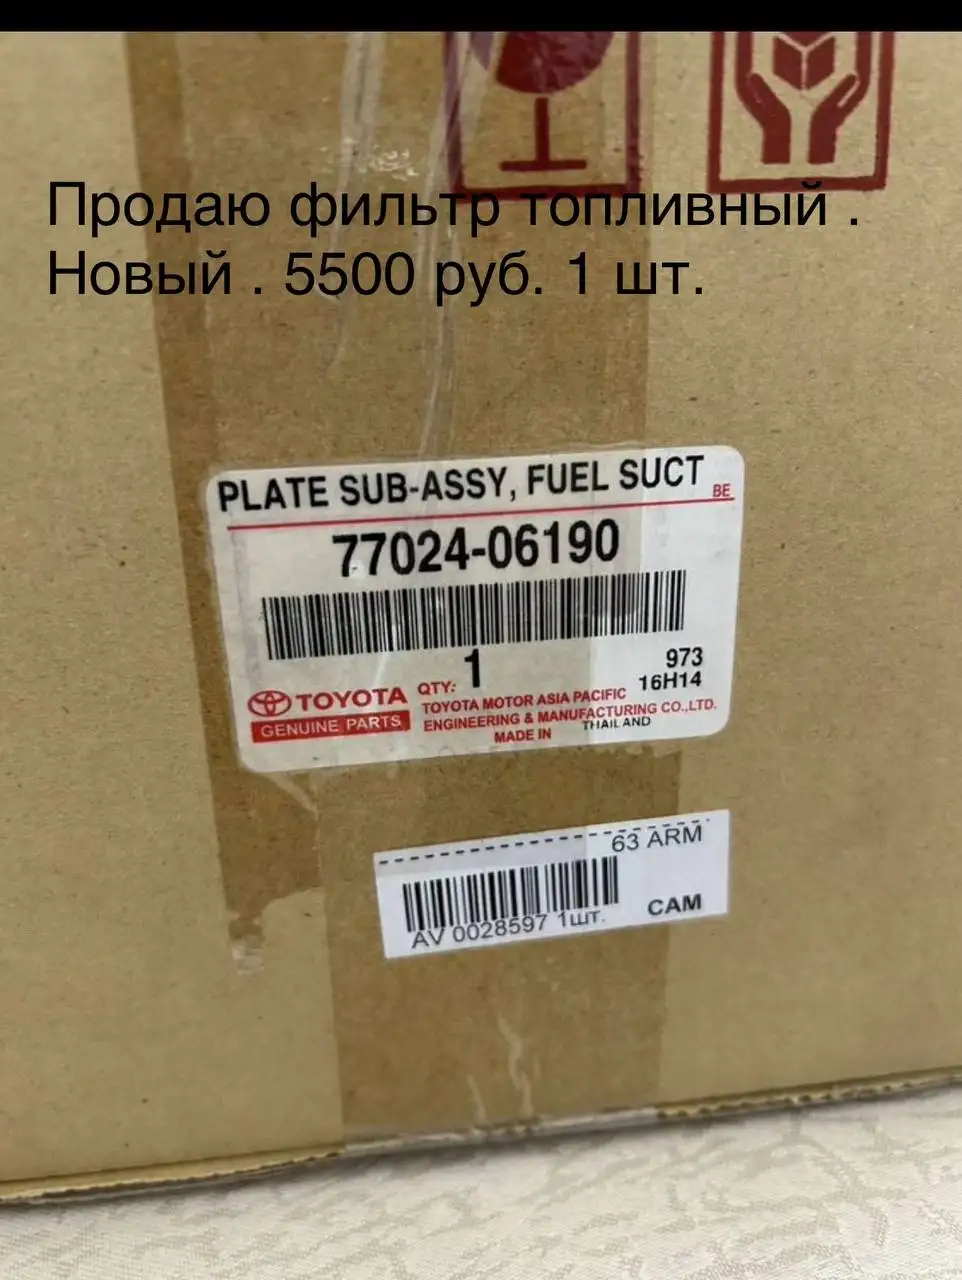 Продаю фильтр топливный .
Новый . 5500 руб. 1 шт.
PLATE SUB-ASSY, FUEL SUCT
BE
77024-06190
QTY: 1
973
16H14
TOYOTA
GENUINE PARTS
TOYOTA MOTOR ASIA PACIFIC
ENGINEERING & MANUFACTURING CO.,LTD.
MADE IN THAILAND
63 ARM
AV 0028597 1шт.
CAM